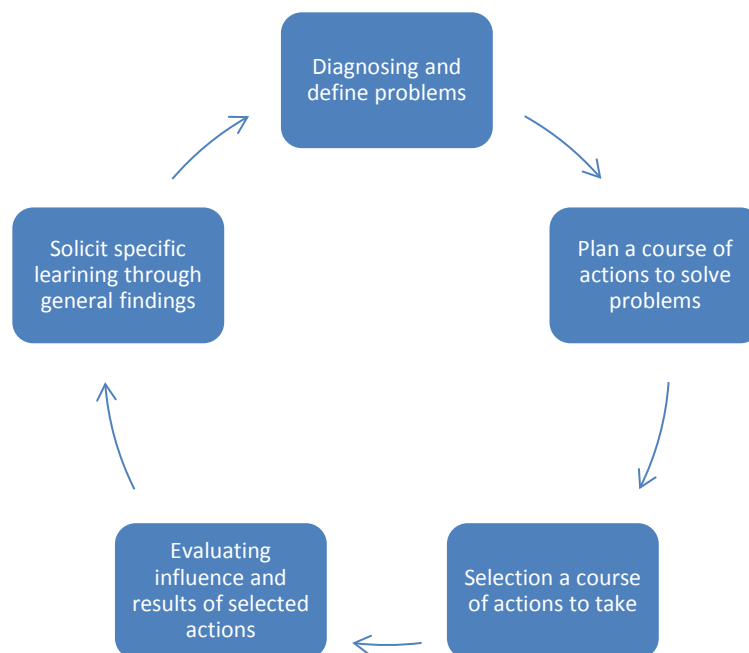 Diagnosing and
define problems
Plan a course of
actions to solve
problems
Selection a course
of actions to take
Evaluating
influence and
results of selected
actions
Solicit specific
learining through
general findings